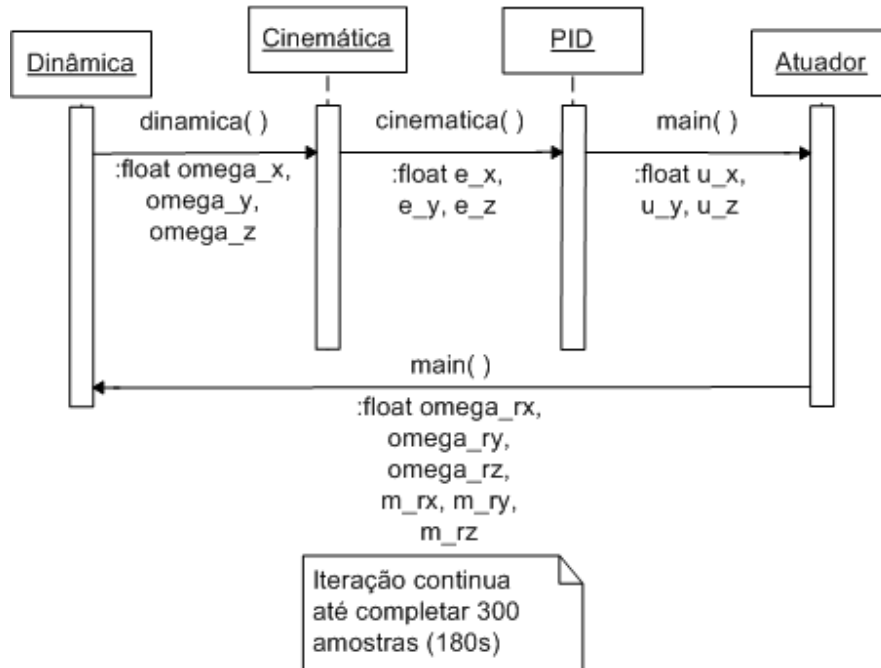 Dinâmica
Cinemática
PID
Atuador
dinamica( )
:float omega_x,
omega_y,
omega_z
cinematica( )
:float e_x,
e_y, e_z
main()
:float u_x,
u_y, u_z
main( )
:float omega_rx,
omega_ry,
omega_rz,
m_rx, m_ry,
m_rz
Iteração continua
até completar 300
amostras (180s)